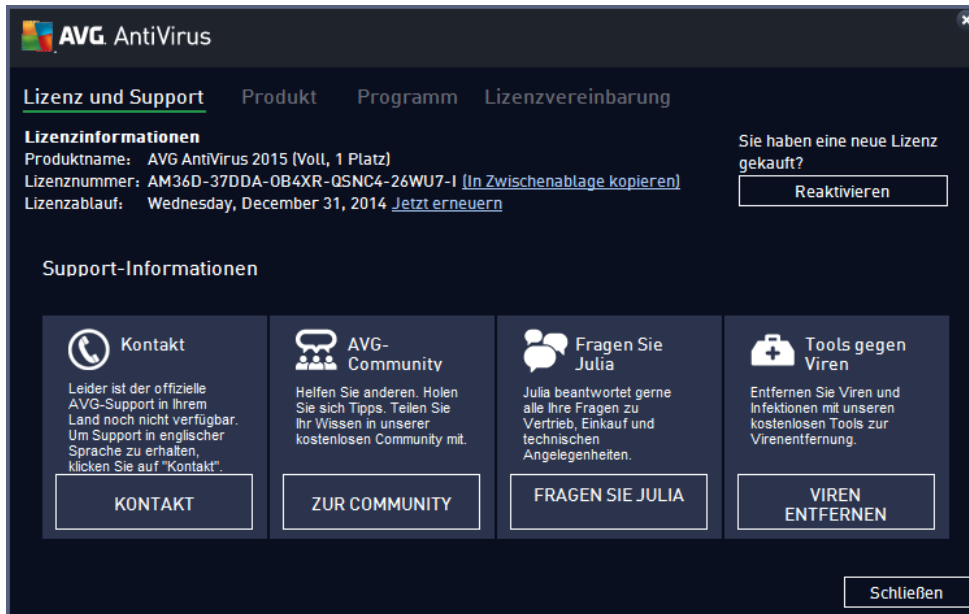 AVG. AntiVirus
Lizenz und Support Produkt Programm Lizenzvereinbarung
Lizenzinformationen
Produktname: AVG AntiVirus 2015 (Voll, 1 Platz)
Lizenznummer: AM36D-37DDA-OB4XR-QSNC4-26WU7-I (In Zwischenablage kopieren)
Lizenzablauf: Wednesday, December 31, 2014 Jetzt erneuern
Sie haben eine neue Lizenz
gekauft?
Reaktivieren
Support-Informationen
Kontakt
Leider ist der offizielle
AVG-Support in Ihrem
Land noch nicht verfügbar.
Um Support in englischer
Sprache zu erhalten,
klicken Sie auf "Kontakt".
KONTAKT
AVG-
Community
Helfen Sie anderen. Holen
Sie sich Tipps. Teilen Sie
Ihr Wissen in unserer
kostenlosen Community mit.
ZUR COMMUNITY
Fragen Sie
Julia
Julia beantwortet gerne
alle Ihre Fragen zu
Vertrieb, Einkauf und
technischen
Angelegenheiten.
FRAGEN SIE JULIA
Tools gegen
Viren
Entfernen Sie Viren und
Infektionen mit unseren
kostenlosen Tools zur
Virenentfernung.
VIREN
ENTFERNEN
Schließen